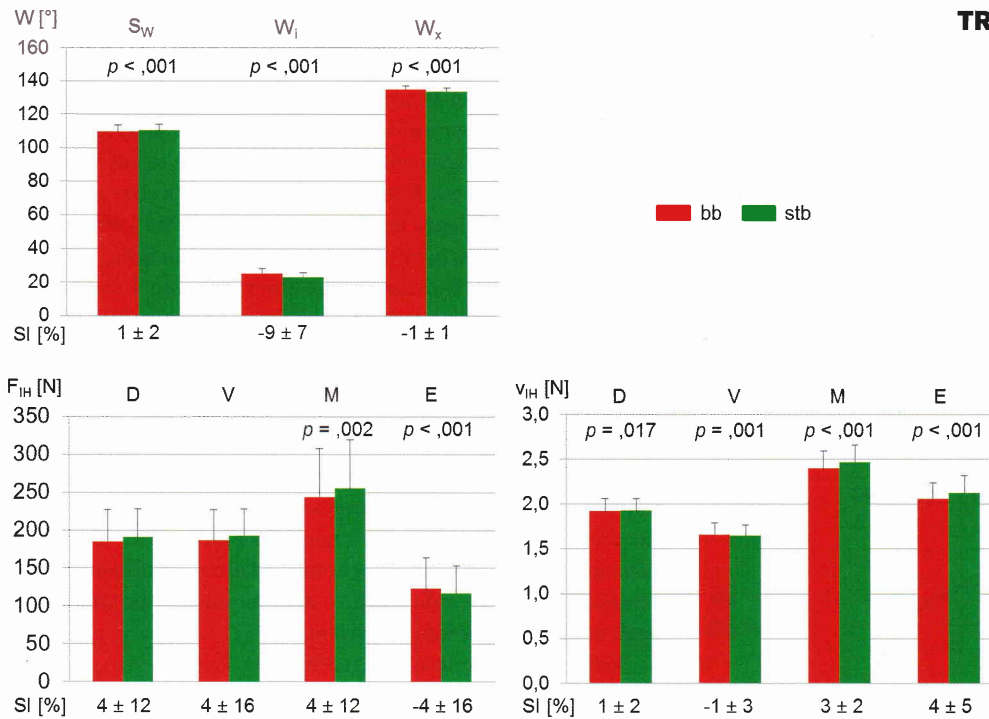 TR
W [°] S_W W_i W_x
160 p < ,001 p < ,001 p < ,001
140
120
100
80
60
40
20
0
SI [%] 1 ± 2 -9 ± 7 -1 ± 1
bb stb
F_IH [N] D V M E
350 p = ,002 p < ,001
300
250
200
150
100
50
0
SI [%] 4 ± 12 4 ± 16 4 ± 12 -4 ± 16
v_IH [N] D V M E
3,0 p = ,017 p = ,001 p < ,001 p < ,001
2,5
2,0
1,5
1,0
0,5
0,0
SI [%] 1 ± 2 -1 ± 3 3 ± 2 4 ± 5